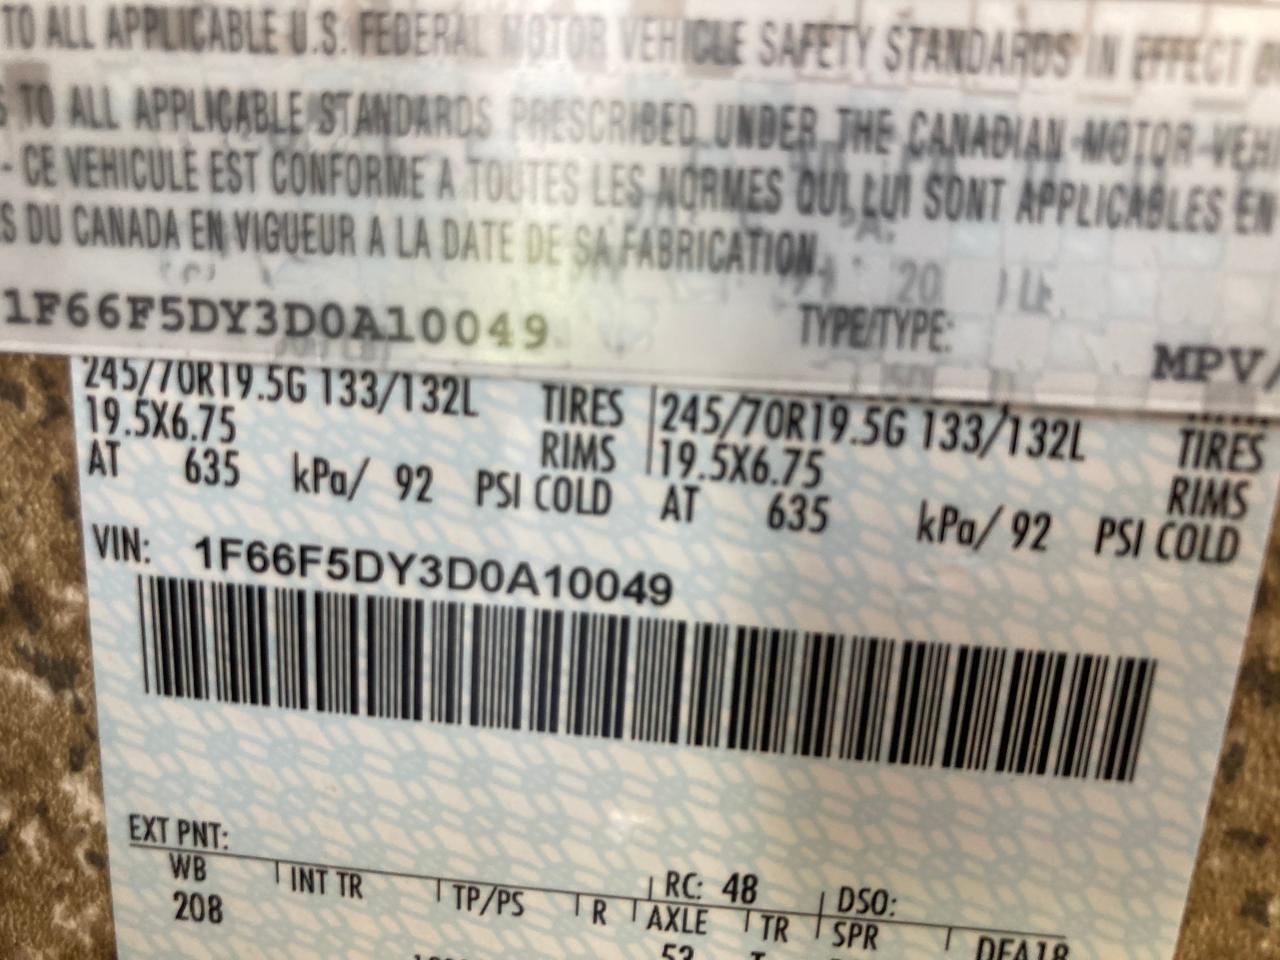 TO ALL APPLICABLE U.S. FEDERAL MOTOR VEHICLE SAFETY STANDARDS IN EFFECT
S TO ALL APPLICABLE STANDARDS PRESCRIBED UNDER THE CANADIAN MOTOR VEHI
- CE VEHICULE EST CONFORME A TOUTES LES NORMES QUI LUI SONT APPLICABLES EN
S DU CANADA EN VIGUEUR A LA DATE DE SA FABRICATION.
1F66F5DY3D0A10049 TYPE/TYPE: MPV/
245/70R19.5G 133/132L TIRES 245/70R19.5G 133/132L TIRES
19.5X6.75 RIMS 19.5X6.75 RIMS
AT 635 kPa/ 92 PSI COLD AT 635 kPa/ 92 PSI COLD
VIN: 1F66F5DY3D0A10049
EXT PNT: RC: 48 DSO:
WB INT TR TP/PS R AXLE TR SPR
208 53 DEA18